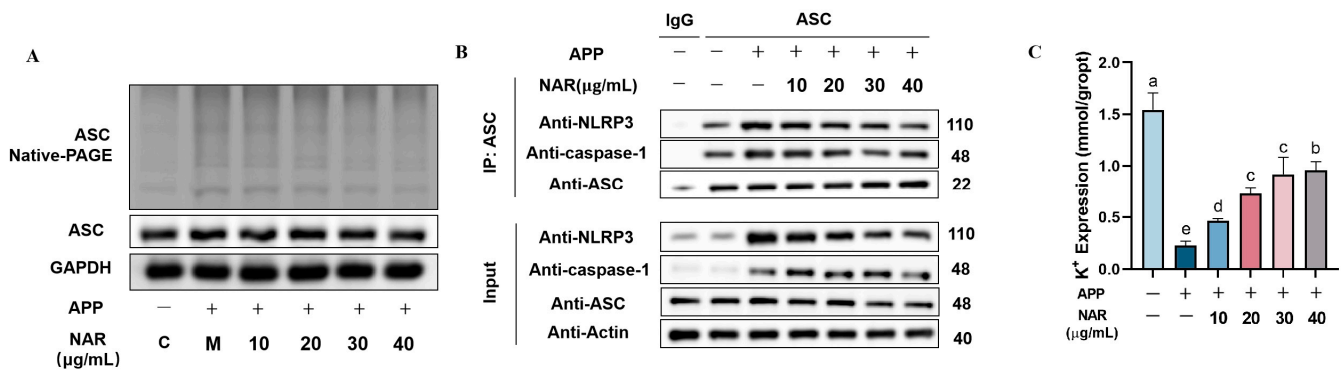 A
ASC
Native-PAGE
ASC
GAPDH
APP − + + + + +
NAR C M 10 20 30 40
(μg/mL)
B
IgG ASC
APP − − + + + + +
NAR(μg/mL) − − − 10 20 30 40
IP: ASC
Anti-NLRP3 110
Anti-caspase-1 48
Anti-ASC 22
Input
Anti-NLRP3 110
Anti-caspase-1 48
Anti-ASC 48
Anti-Actin 40
C
K⁺ Expression (mmol/gropt)
2.0
1.5
1.0
0.5
0.0
a e d c c b
APP − + + + + +
NAR − − 10 20 30 40
(μg/mL)